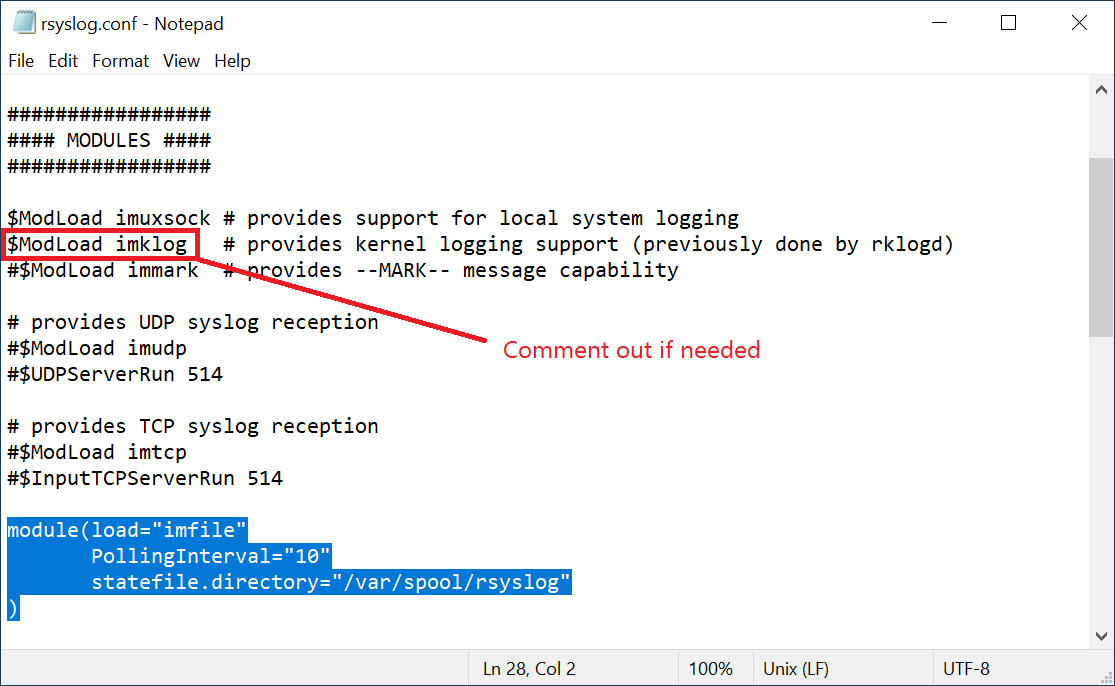 rsyslog.conf - Notepad
File Edit Format View Help
#################
#### MODULES ####
#################
$ModLoad imuxsock # provides support for local system logging
$ModLoad imklog   # provides kernel logging support (previously done by rklogd)
#$ModLoad immark  # provides --MARK-- message capability
# provides UDP syslog reception
#$ModLoad imudp
#$UDPServerRun 514
Comment out if needed
# provides TCP syslog reception
#$ModLoad imtcp
#$InputTCPServerRun 514
module(load="imfile"
       PollingInterval="10"
       statefile.directory="/var/spool/rsyslog"
)
Ln 28, Col 2 100% Unix (LF) UTF-8